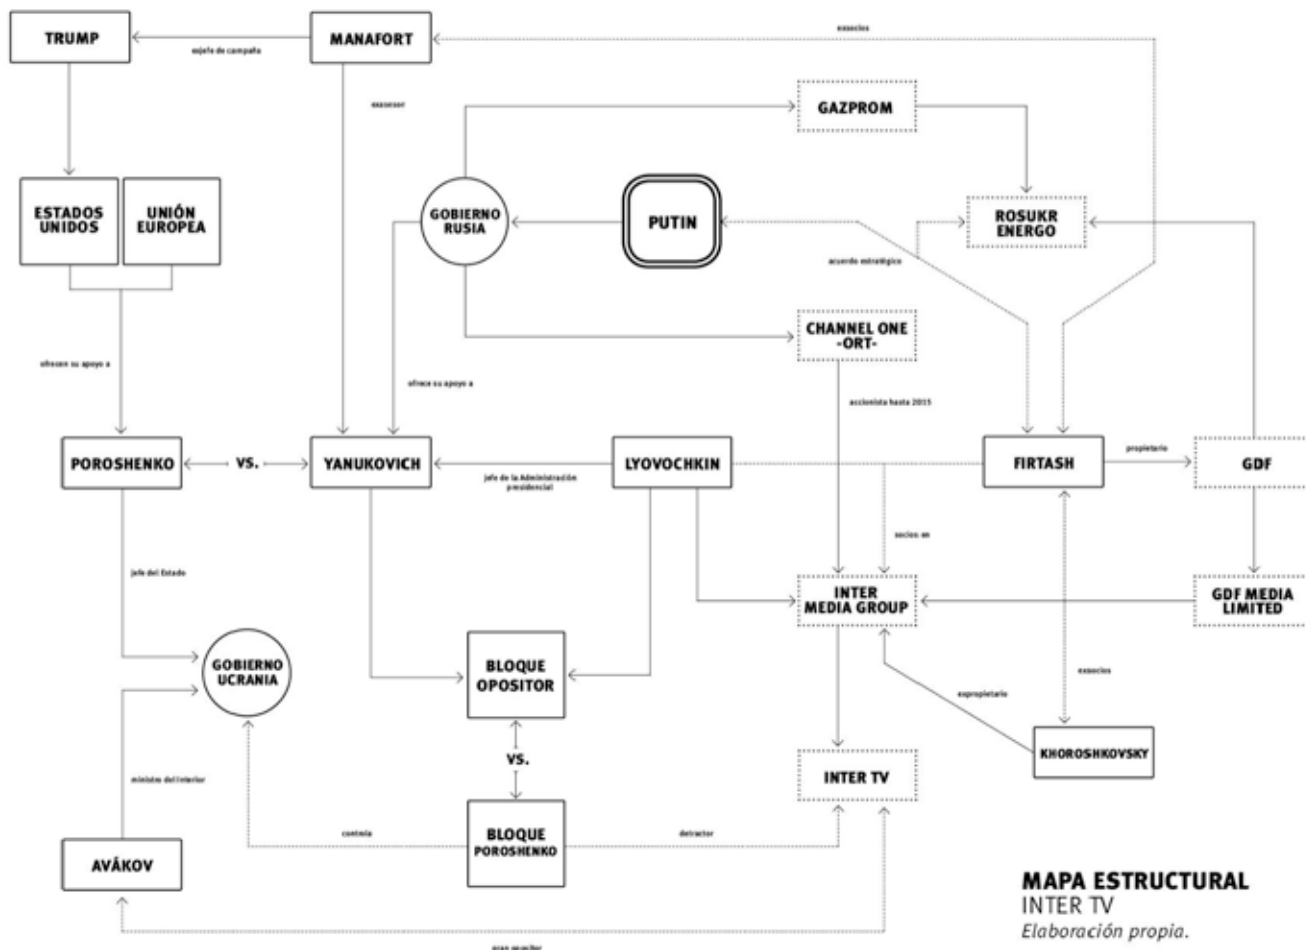 TRUMP
exjefe de campaña
MANAFORT
exsocios
exasesor
GAZPROM
ESTADOS
UNIDOS
UNIÓN
EUROPEA
GOBIERNO
RUSIA
PUTIN
ROSUKR
ENERGO
acuerdo estratégico
CHANNEL ONE
-ORT-
ofrecen su apoyo a
ofrece su apoyo a
accionista hasta 2015
POROSHENKO
VS.
YANUKOVICH
jefe de la Administración
presidencial
LYOVOCHKIN
FIRTASH
propietario
GDF
socios en
jefe del Estado
INTER
MEDIA GROUP
GDF MEDIA
LIMITED
GOBIERNO
UCRANIA
BLOQUE
OPOSITOR
exsocios
expropietario
VS.
KHOROSHKOVSKY
INTER TV
ministro del Interior
controla
BLOQUE
POROSHENKO
detractor
AVÁKOV
gran opositor
MAPA ESTRUCTURAL
INTER TV
Elaboración propia.